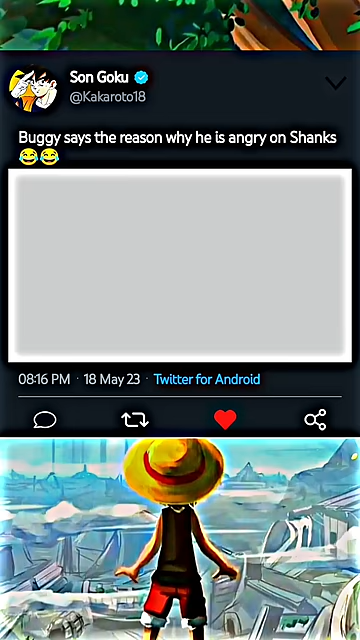 Son Goku
@Kakaroto18
Buggy says the reason why he is angry on Shanks
😂😂
08:16 PM · 18 May 23 · Twitter for Android